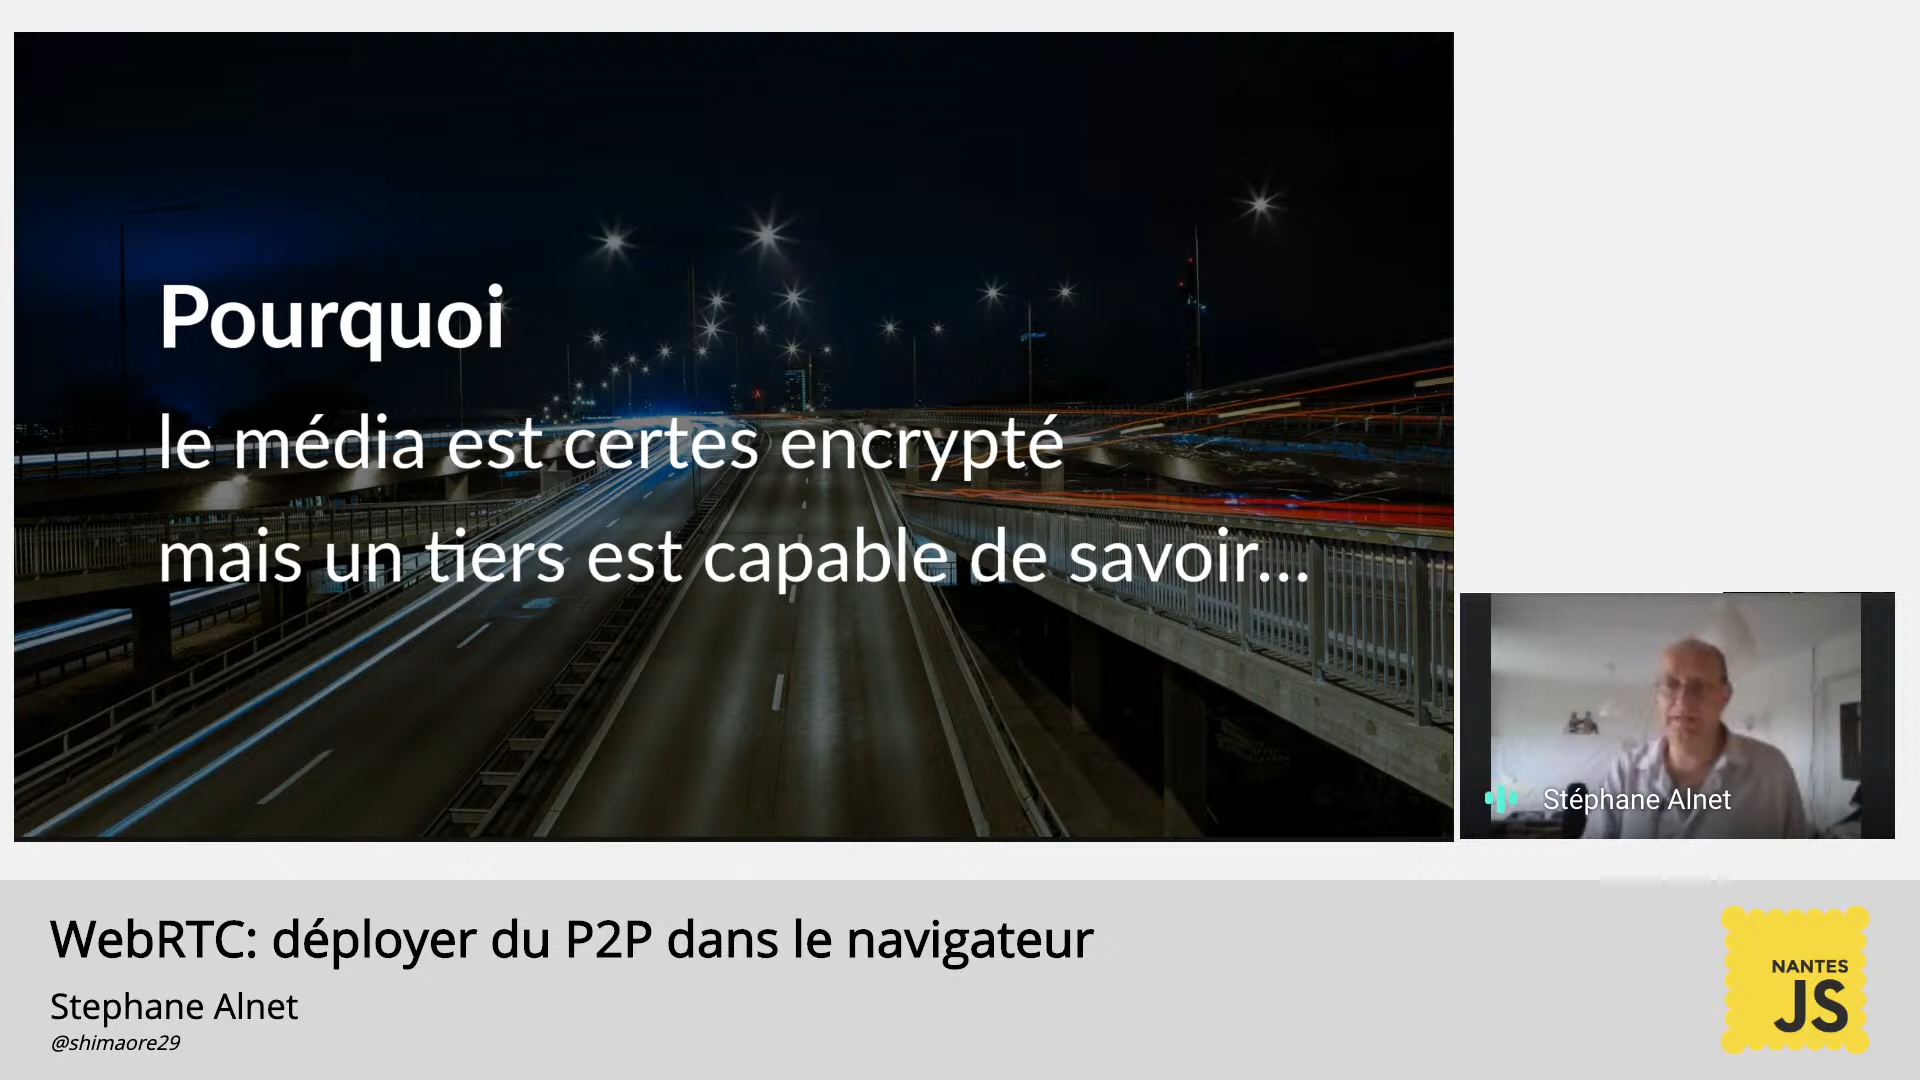 Pourquoi
le média est certes encrypté
mais un tiers est capable de savoir...
Stéphane Alnet
WebRTC: déployer du P2P dans le navigateur
Stephane Alnet
@shimaore29
NANTES
JS